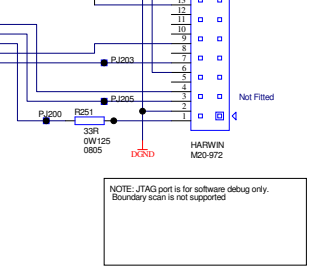 13
12
11
10
9
8
7
6
5
4
3
2
1
PJ203
PJ205
PJ200
R251
33R
0W125
0805
DGND
Not Fitted
HARWIN
M20-972
NOTE: JTAG port is for software debug only.
Boundary scan is not supported